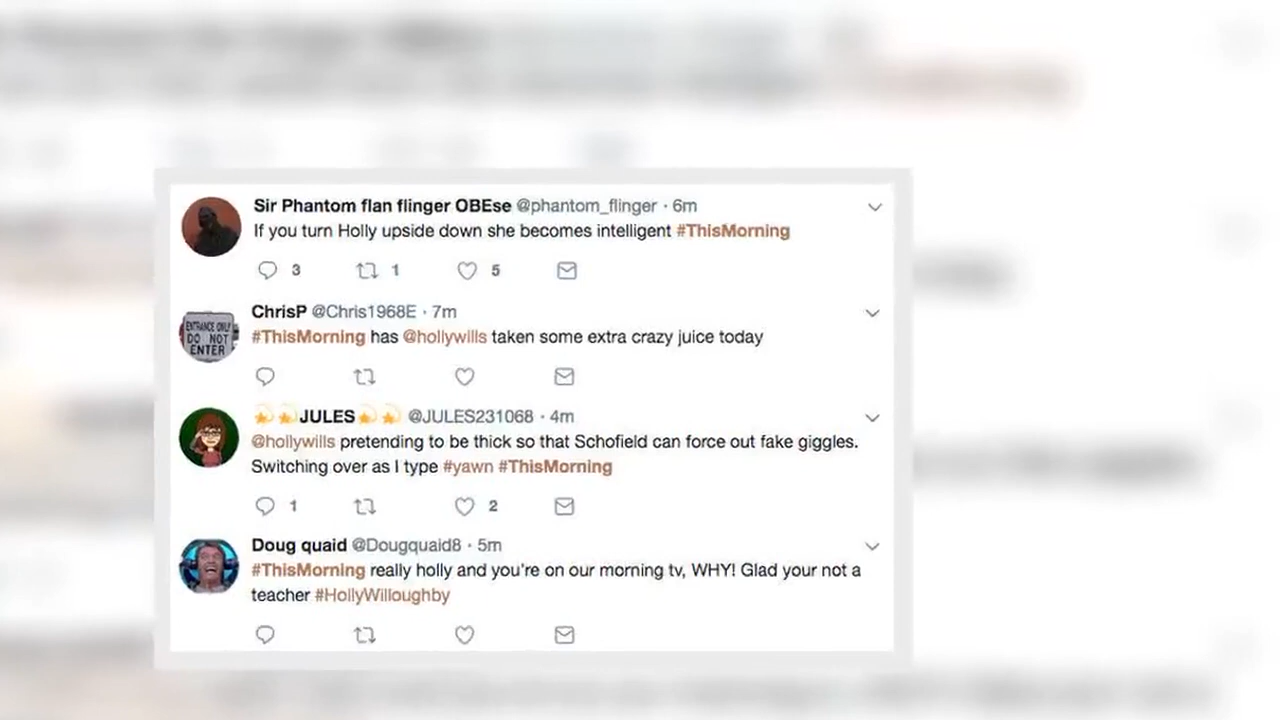 Sir Phantom flan flinger OBEse @phantom_flinger · 6m
If you turn Holly upside down she becomes intelligent #ThisMorning
3 1 5
ENTRANCE ONLY
DO NOT
ENTER
ChrisP @Chris1968E · 7m
#ThisMorning has @hollywills taken some extra crazy juice today
💫💫JULES💫💫 @JULES231068 · 4m
@hollywills pretending to be thick so that Schofield can force out fake giggles.
Switching over as I type #yawn #ThisMorning
1 2
Doug quaid @Dougquaid8 · 5m
#ThisMorning really holly and you're on our morning tv, WHY! Glad your not a
teacher #HollyWilloughby